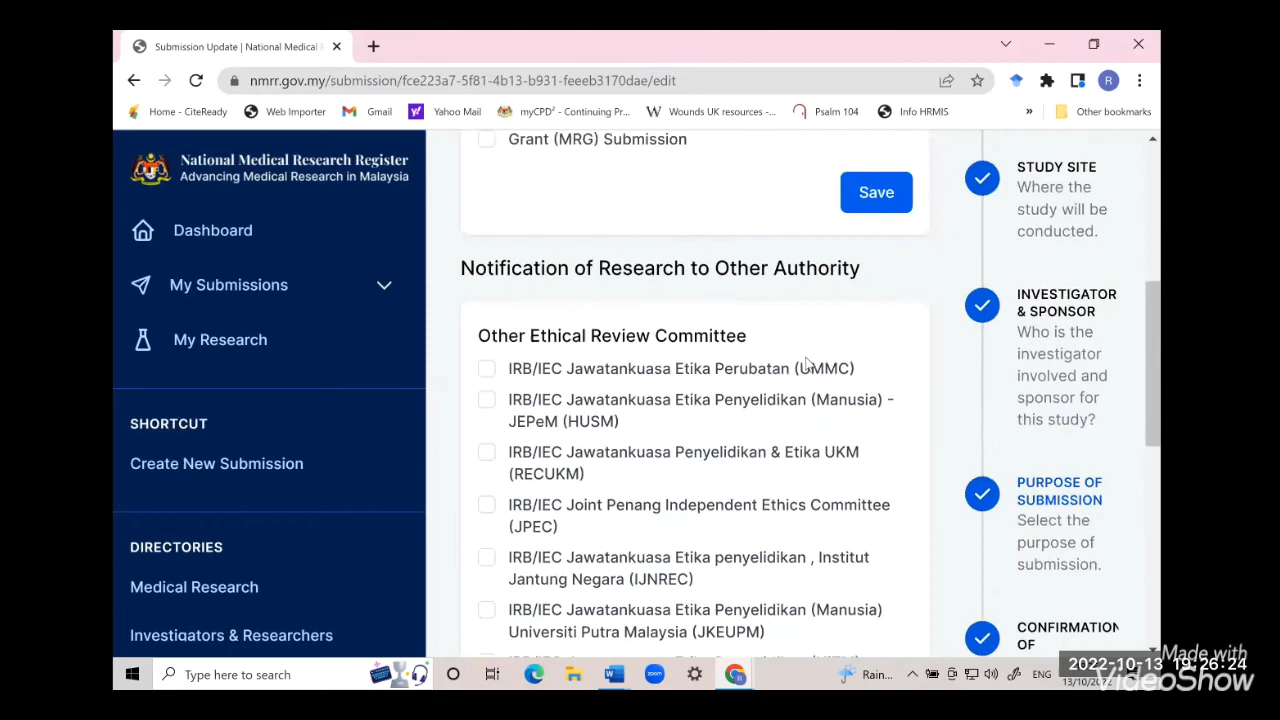 Submission Update | National Medical
nmrr.gov.my/submission/fce223a7-5f81-4b13-b931-feeeb3170dae/edit
R
Home - CiteReady
Web Importer
Gmail
Yahoo Mail
myCPD² - Continuing Pr...
W
Wounds UK resources -...
Psalm 104
Info HRMIS
»
Other bookmarks
National Medical Research Register
Advancing Medical Research in Malaysia
Dashboard
My Submissions
My Research
SHORTCUT
Create New Submission
DIRECTORIES
Medical Research
Investigators & Researchers
Grant (MRG) Submission
Save
Notification of Research to Other Authority
Other Ethical Review Committee
IRB/IEC Jawatankuasa Etika Perubatan (UMMC)
IRB/IEC Jawatankuasa Etika Penyelidikan (Manusia) -
JEPeM (HUSM)
IRB/IEC Jawatankuasa Penyelidikan & Etika UKM
(RECUKM)
IRB/IEC Joint Penang Independent Ethics Committee
(JPEC)
IRB/IEC Jawatankuasa Etika penyelidikan , Institut
Jantung Negara (IJNREC)
IRB/IEC Jawatankuasa Etika Penyelidikan (Manusia)
Universiti Putra Malaysia (JKEUPM)
STUDY SITE
Where the
study will be
conducted.
INVESTIGATOR
& SPONSOR
Who is the
investigator
involved and
sponsor for
this study?
PURPOSE OF
SUBMISSION
Select the
purpose of
submission.
CONFIRMATION
OF
Type here to search
zoom
Rain...
ENG
2022-10-13 19:26:24
13/10/2022
Made with
VideoShow